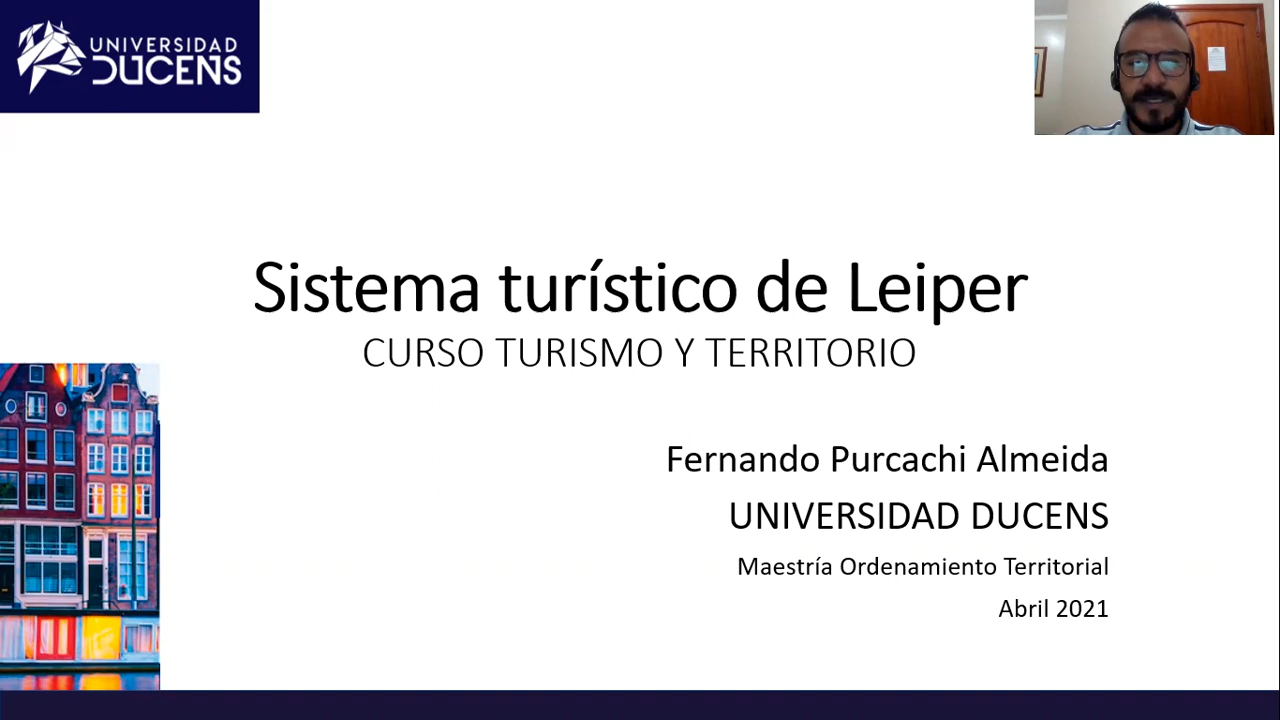 UNIVERSIDAD
DUCENS
Sistema turístico de Leiper
CURSO TURISMO Y TERRITORIO
Fernando Purcachi Almeida
UNIVERSIDAD DUCENS
Maestría Ordenamiento Territorial
Abril 2021